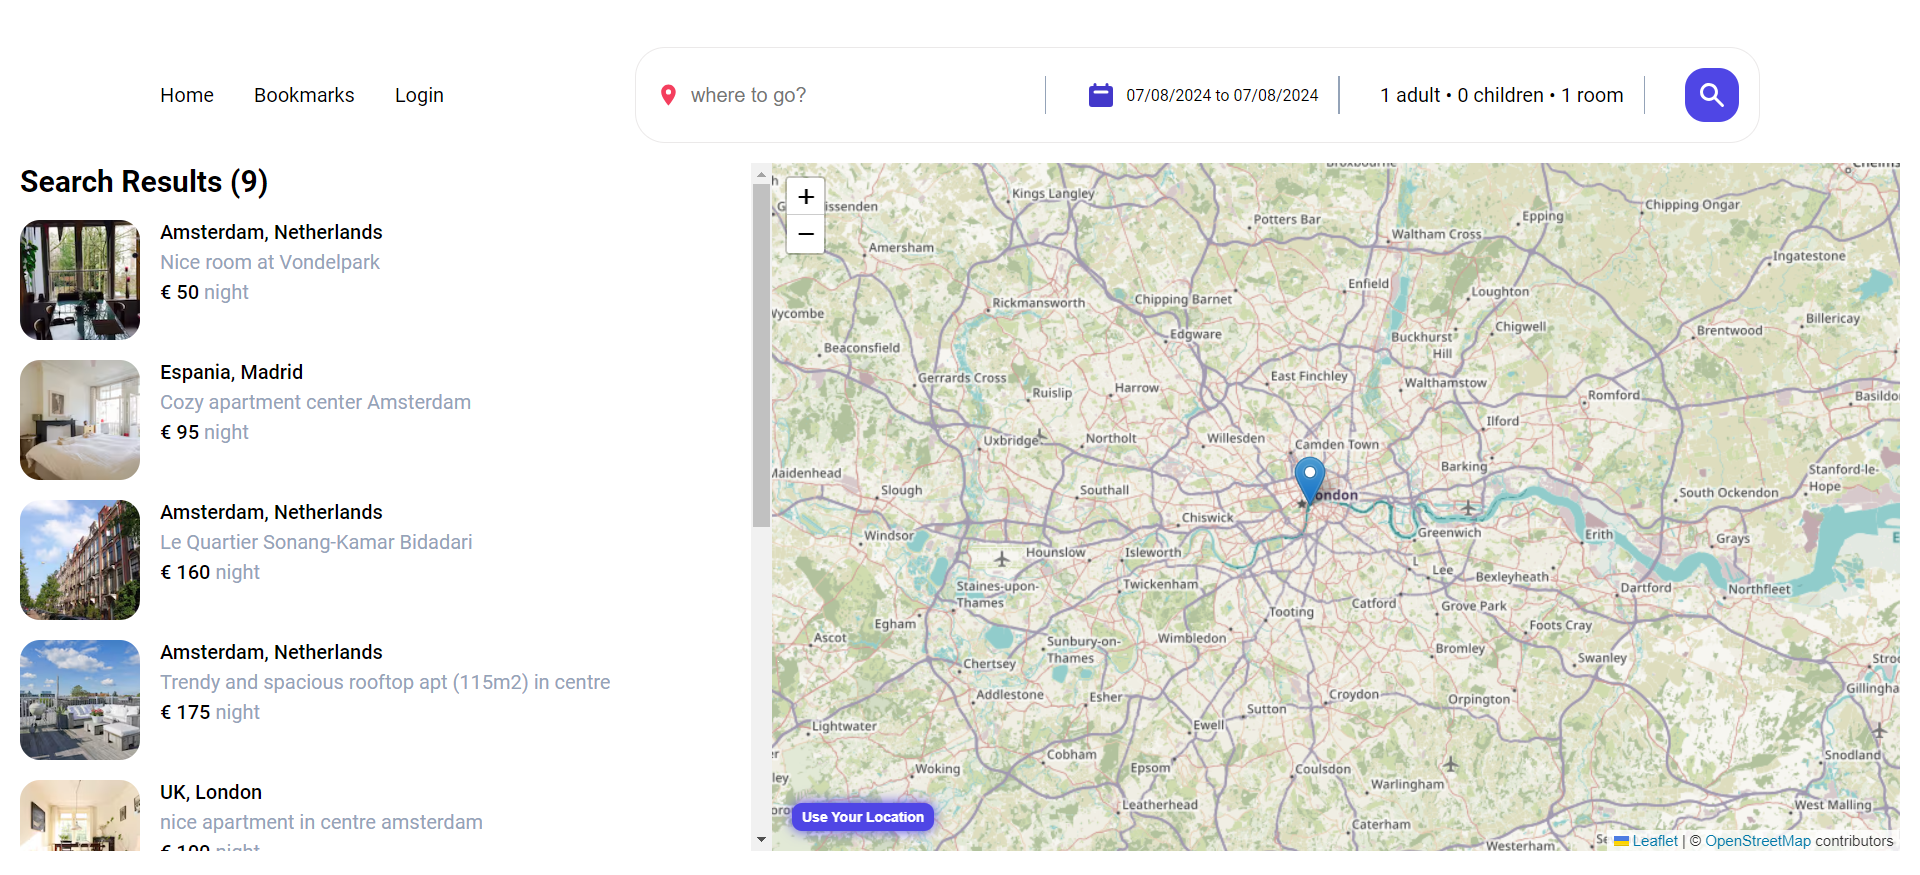 Home
Bookmarks
Login
where to go?
07/08/2024 to 07/08/2024
1 adult • 0 children • 1 room
Search Results (9)
Amsterdam, Netherlands
Nice room at Vondelpark
€ 50 night
Espania, Madrid
Cozy apartment center Amsterdam
€ 95 night
Amsterdam, Netherlands
Le Quartier Sonang-Kamar Bidadari
€ 160 night
Amsterdam, Netherlands
Trendy and spacious rooftop apt (115m2) in centre
€ 175 night
UK, London
nice apartment in centre amsterdam
+
−
Kings Langley
Chipping Ongar
Epping
Potters Bar
Waltham Cross
Amersham
Ingatestone
Enfield
Loughton
Chipping Barnet
Rickmansworth
Wycombe
Billericay
Chigwell
Brentwood
Edgware
Buckhurst
Hill
Beaconsfield
Gerrards Cross
East Finchley
Walthamstow
Harrow
Ruislip
Romford
Basildo
Ilford
Uxbridge
Northolt
Willesden
Camden Town
Barking
Maidenhead
Stanford-le-
Hope
Slough
Southall
ondon
South Ockendon
Chiswick
Windsor
Greenwich
Erith
Grays
Hounslow
Isleworth
Lee
Bexleyheath
Staines-upon-
Thames
Twickenham
Dartford
Northfleet
Catford
Grove Park
Tooting
Egham
Foots Cray
Ascot
Sunbury-on-
Thames
Wimbledon
Bromley
Swanley
Chertsey
Addlestone
Esher
Croydon
Orpington
Gillingha
Sutton
Lightwater
Ewell
Cobham
Snodland
Woking
Epsom
Coulsdon
Warlingham
Leatherhead
West Malling
Caterham
Westerham
Use Your Location
Leaflet | © OpenStreetMap contributors